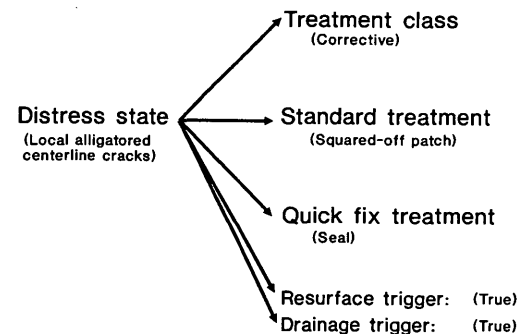 Treatment class
(Corrective)
Distress state
(Local alligatored
centerline cracks)
Standard treatment
(Squared-off patch)
Quick fix treatment
(Seal)
Resurface trigger: (True)
Drainage trigger: (True)